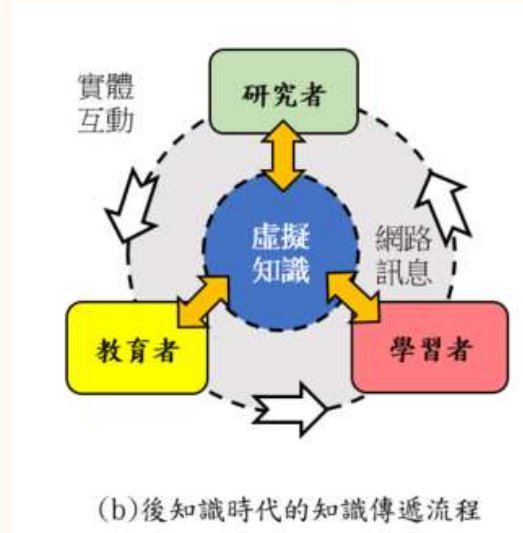 研究者
實體
互動
虛擬
知識
網路
訊息
教育者
學習者
(b)後知識時代的知識傳遞流程